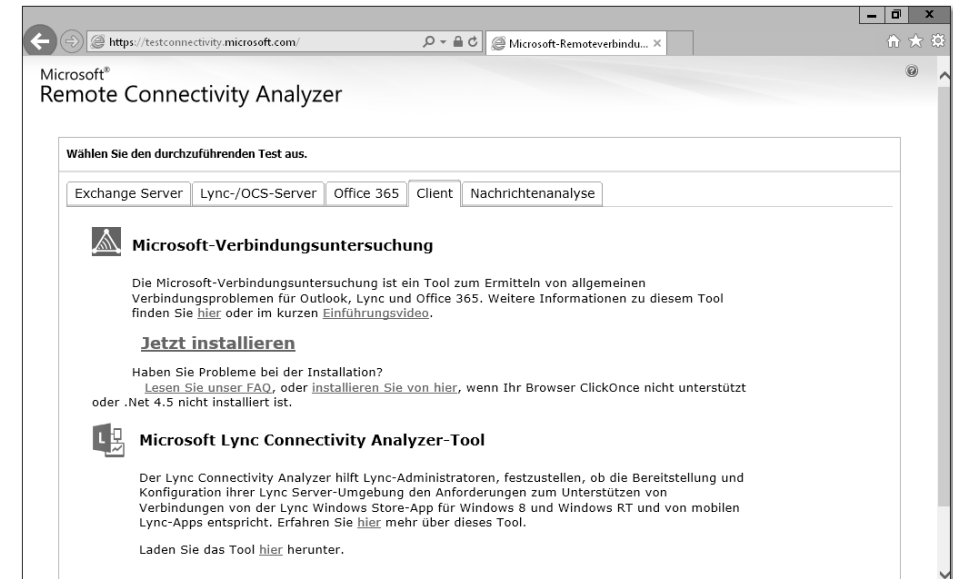 https://testconnectivity.microsoft.com/
Microsoft-Remoteverbindu...
Microsoft®
Remote Connectivity Analyzer
Wählen Sie den durchzuführenden Test aus.
Exchange Server Lync-/OCS-Server Office 365 Client Nachrichtenanalyse
Microsoft-Verbindungsuntersuchung
Die Microsoft-Verbindungsuntersuchung ist ein Tool zum Ermitteln von allgemeinen
Verbindungsproblemen für Outlook, Lync und Office 365. Weitere Informationen zu diesem Tool
finden Sie hier oder im kurzen Einführungsvideo.
Jetzt installieren
Haben Sie Probleme bei der Installation?
Lesen Sie unser FAQ, oder installieren Sie von hier, wenn Ihr Browser ClickOnce nicht unterstützt
oder .Net 4.5 nicht installiert ist.
Microsoft Lync Connectivity Analyzer-Tool
Der Lync Connectivity Analyzer hilft Lync-Administratoren, festzustellen, ob die Bereitstellung und
Konfiguration ihrer Lync Server-Umgebung den Anforderungen zum Unterstützen von
Verbindungen von der Lync Windows Store-App für Windows 8 und Windows RT und von mobilen
Lync-Apps entspricht. Erfahren Sie hier mehr über dieses Tool.
Laden Sie das Tool hier herunter.